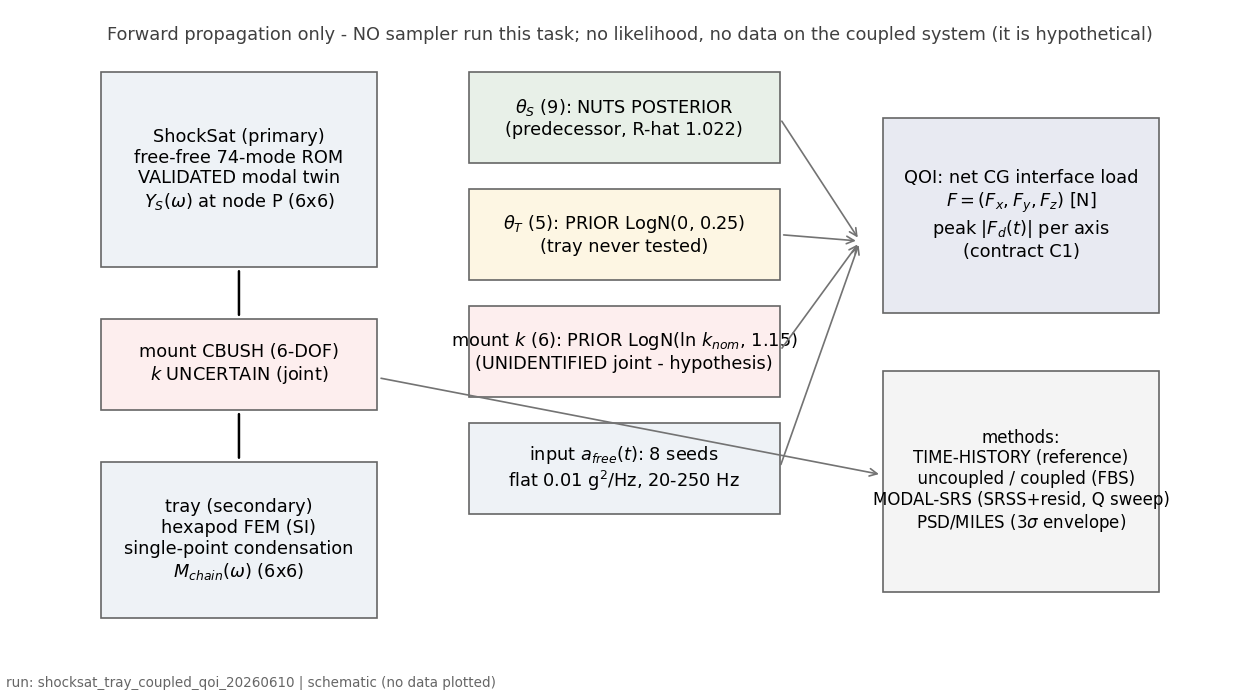 Forward propagation only - NO sampler run this task; no likelihood, no data on the coupled system (it is hypothetical)
ShockSat (primary)
free-free 74-mode ROM
VALIDATED modal twin
Y_S(ω) at node P (6x6)
mount CBUSH (6-DOF)
k UNCERTAIN (joint)
tray (secondary)
hexapod FEM (SI)
single-point condensation
M_chain(ω) (6x6)
θ_S (9): NUTS POSTERIOR
(predecessor, R-hat 1.022)
θ_T (5): PRIOR LogN(0, 0.25)
(tray never tested)
mount k (6): PRIOR LogN(ln k_nom, 1.15)
(UNIDENTIFIED joint - hypothesis)
input a_free(t): 8 seeds
flat 0.01 g²/Hz, 20-250 Hz
QOI: net CG interface load
F = (F_x, F_y, F_z) [N]
peak |F_d(t)| per axis
(contract C1)
methods:
TIME-HISTORY (reference)
uncoupled / coupled (FBS)
MODAL-SRS (SRSS+resid, Q sweep)
PSD/MILES (3σ envelope)
run: shocksat_tray_coupled_qoi_20260610 | schematic (no data plotted)